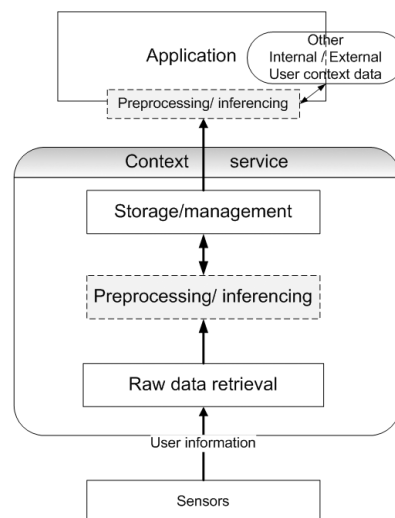 Other
Internal / External
User context data
Application
Preprocessing/ inferencing
Context service
Storage/management
Preprocessing/ inferencing
Raw data retrieval
User information
Sensors